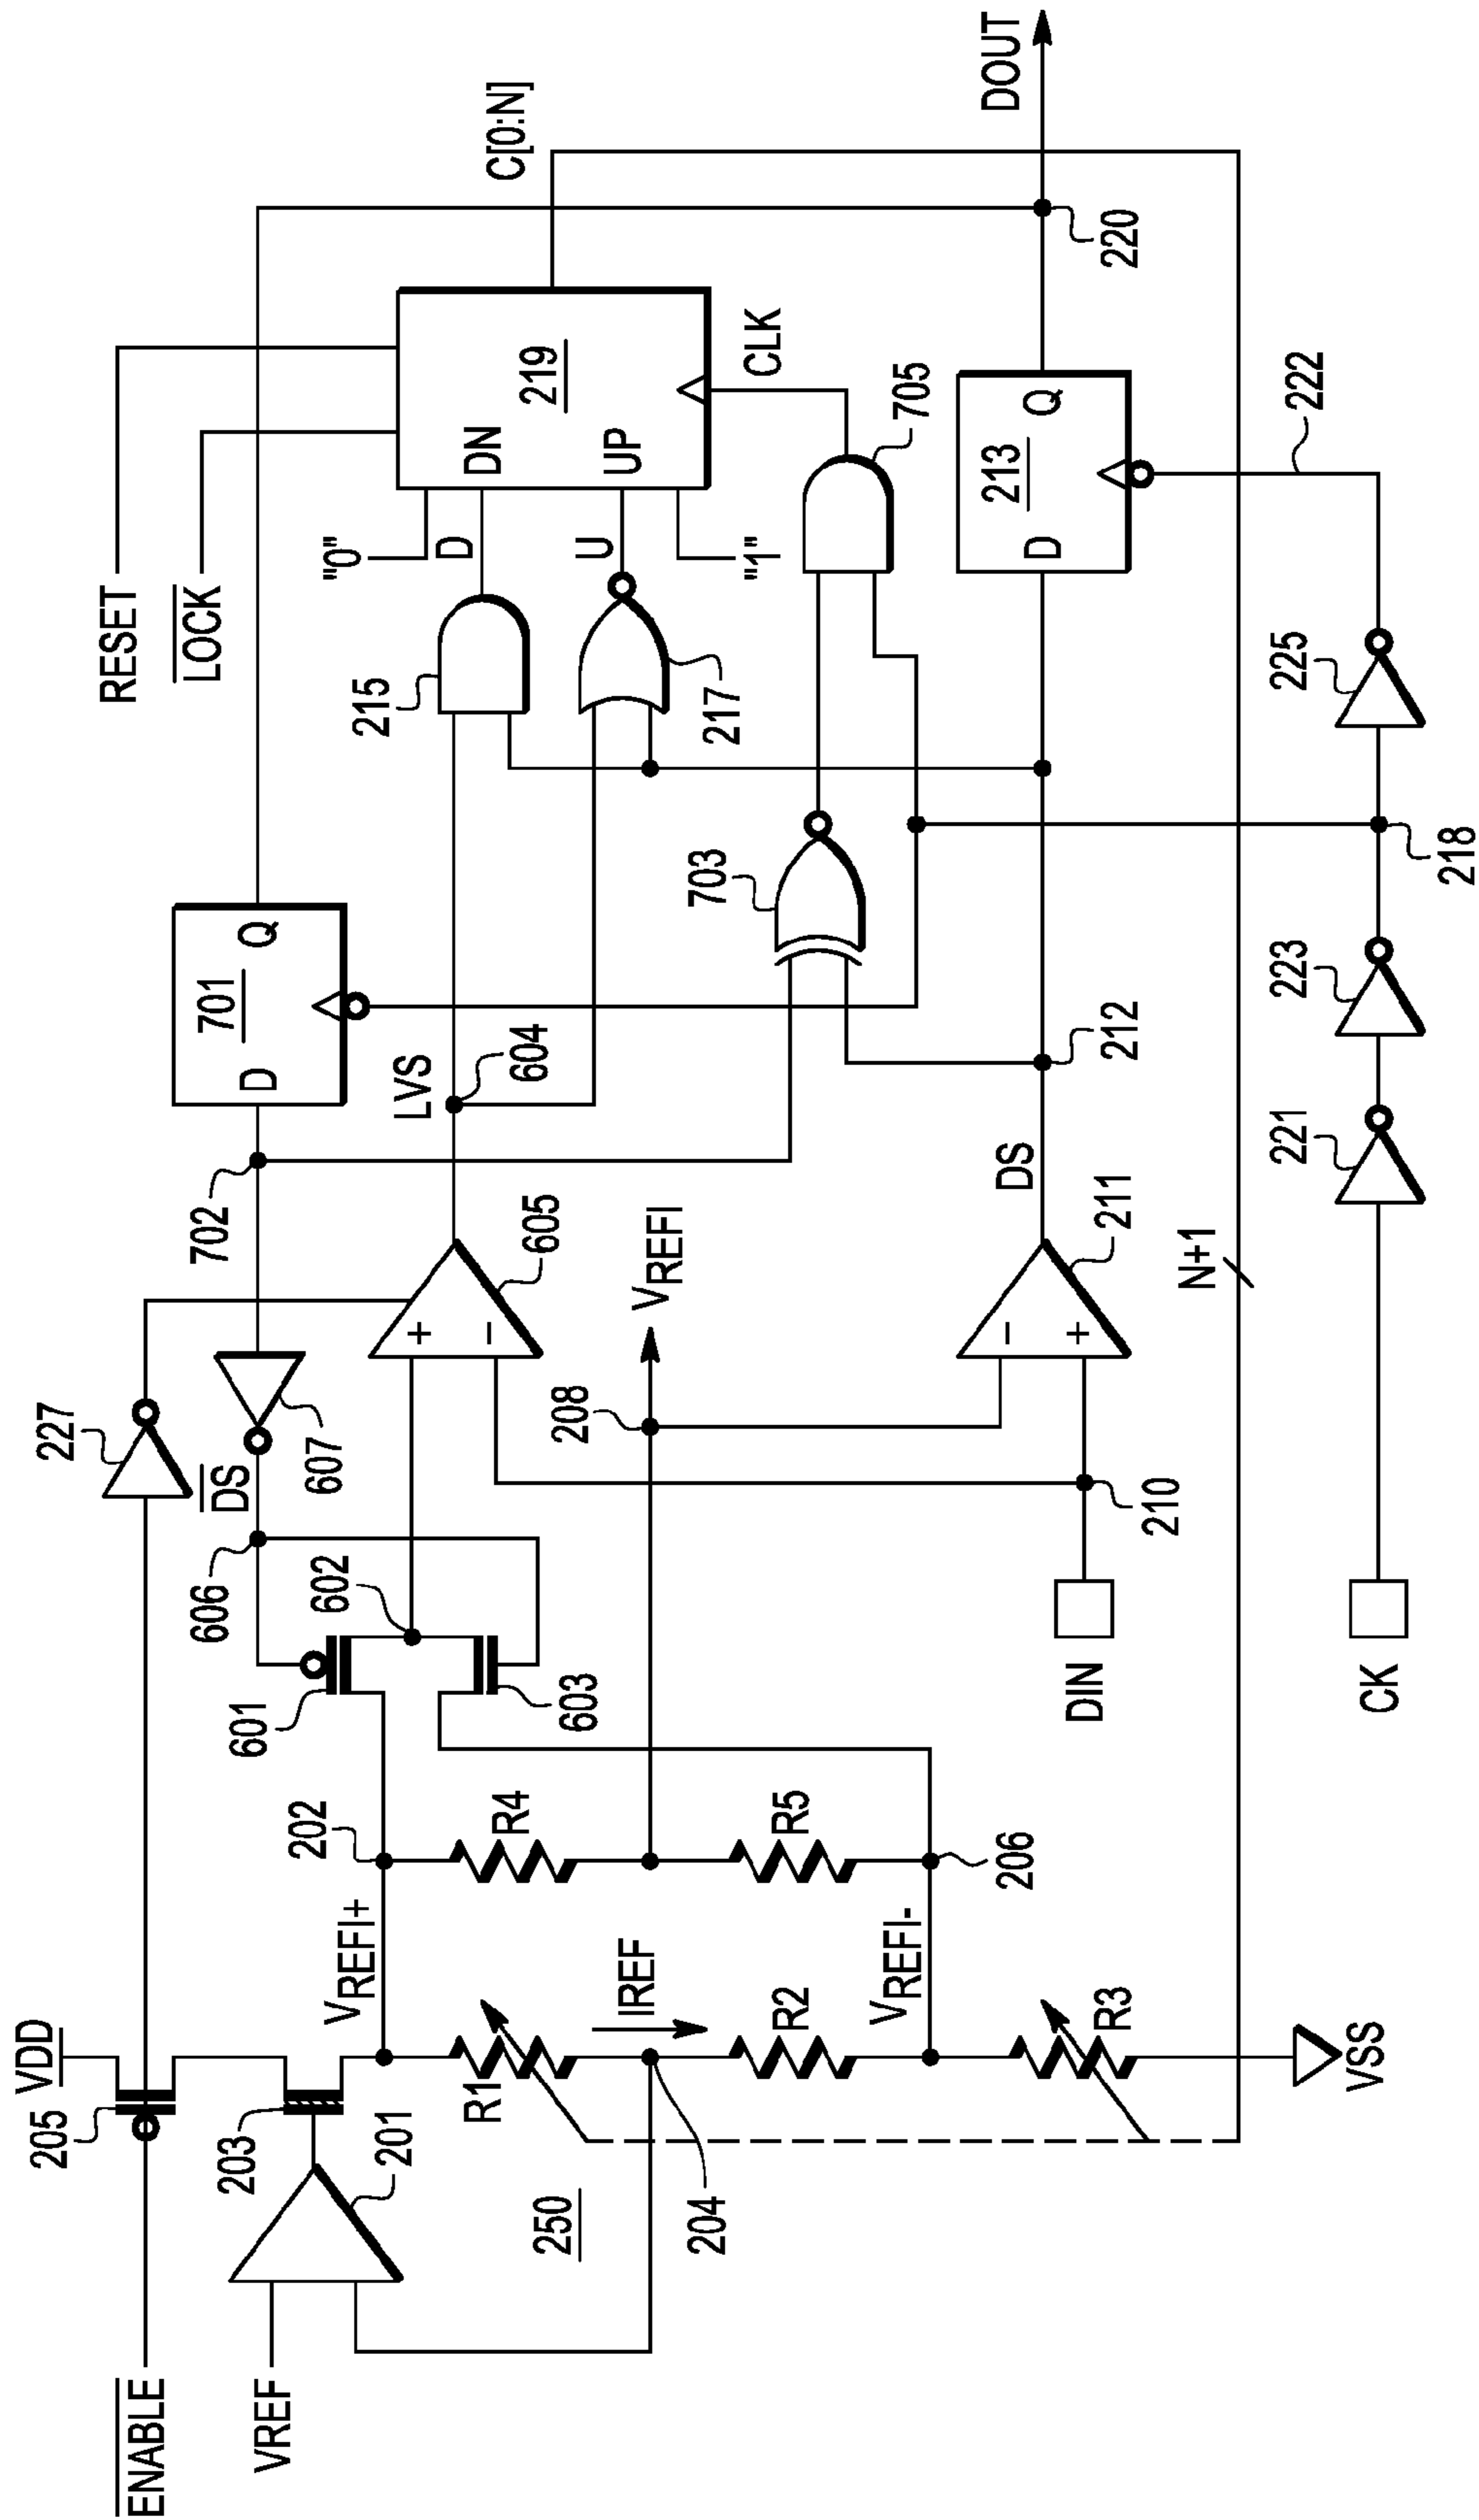 ENABLE
VREF
205
VDD
203
201
250
204
VREFI+
R1
IREF
R2
VREFI-
R3
VSS
202
R4
R5
206
601
602
603
606
DS
607
227
DIN
CK
210
208
VREFI
605
211
N+1
702
LVS
604
DS
212
221
223
218
225
222
701
D
Q
703
215
217
RESET
LOCK
"0"
D
U
"1"
DN
UP
219
CLK
705
213
D
Q
C[0:N]
220
DOUT
+
−
−
+